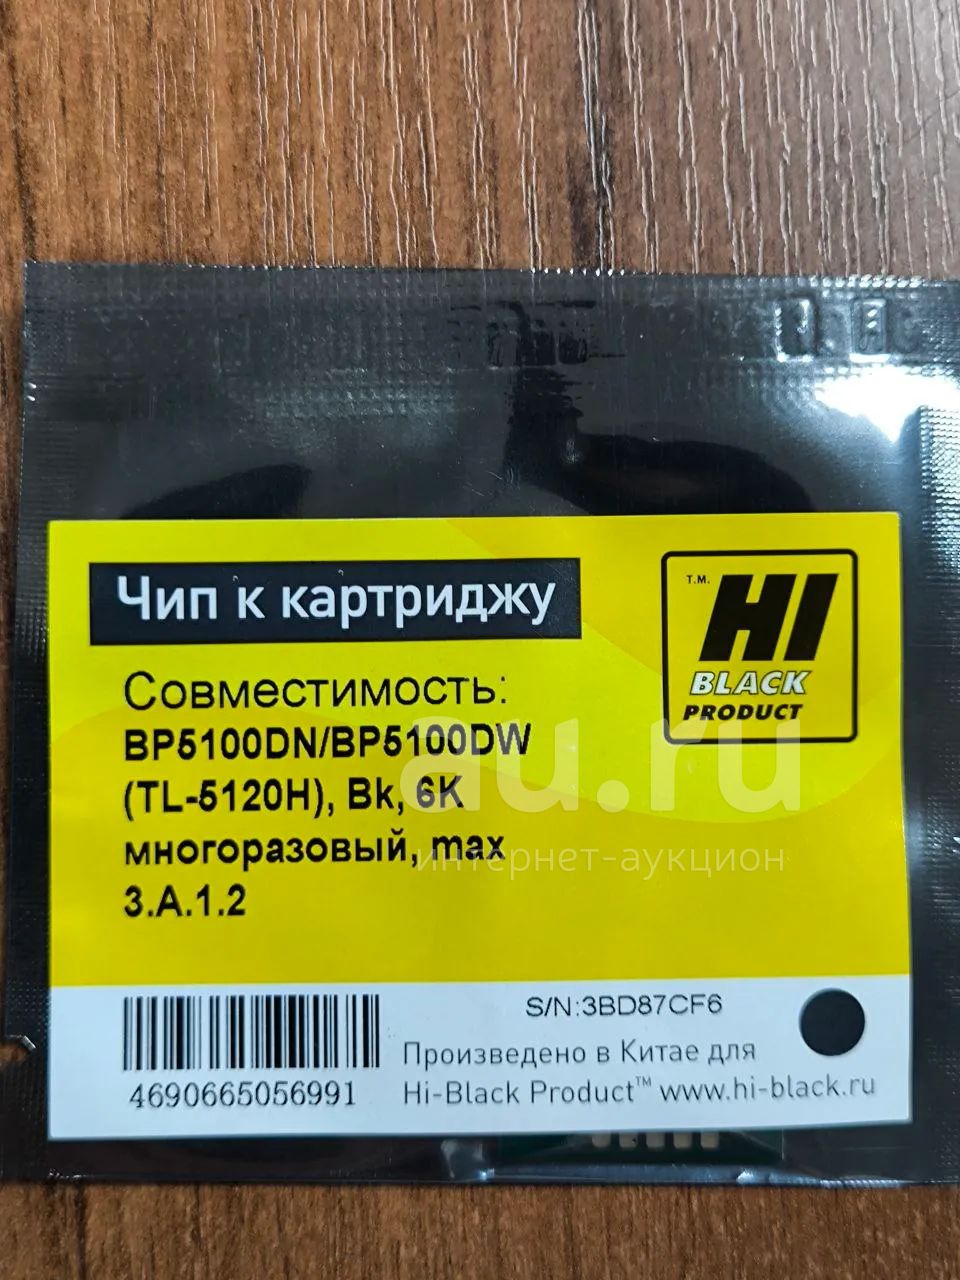 Чип к картриджу
T.M.
HI
BLACK
PRODUCT
Совместимость:
BP5100DN/BP5100DW
(TL-5120H), Bk, 6K
многоразовый, max
3.A.1.2
au.ru
интернет-аукцион
S/N:3BD87CF6
Произведено в Китае для
Hi-Black Product™ www.hi-black.ru
4690665056991